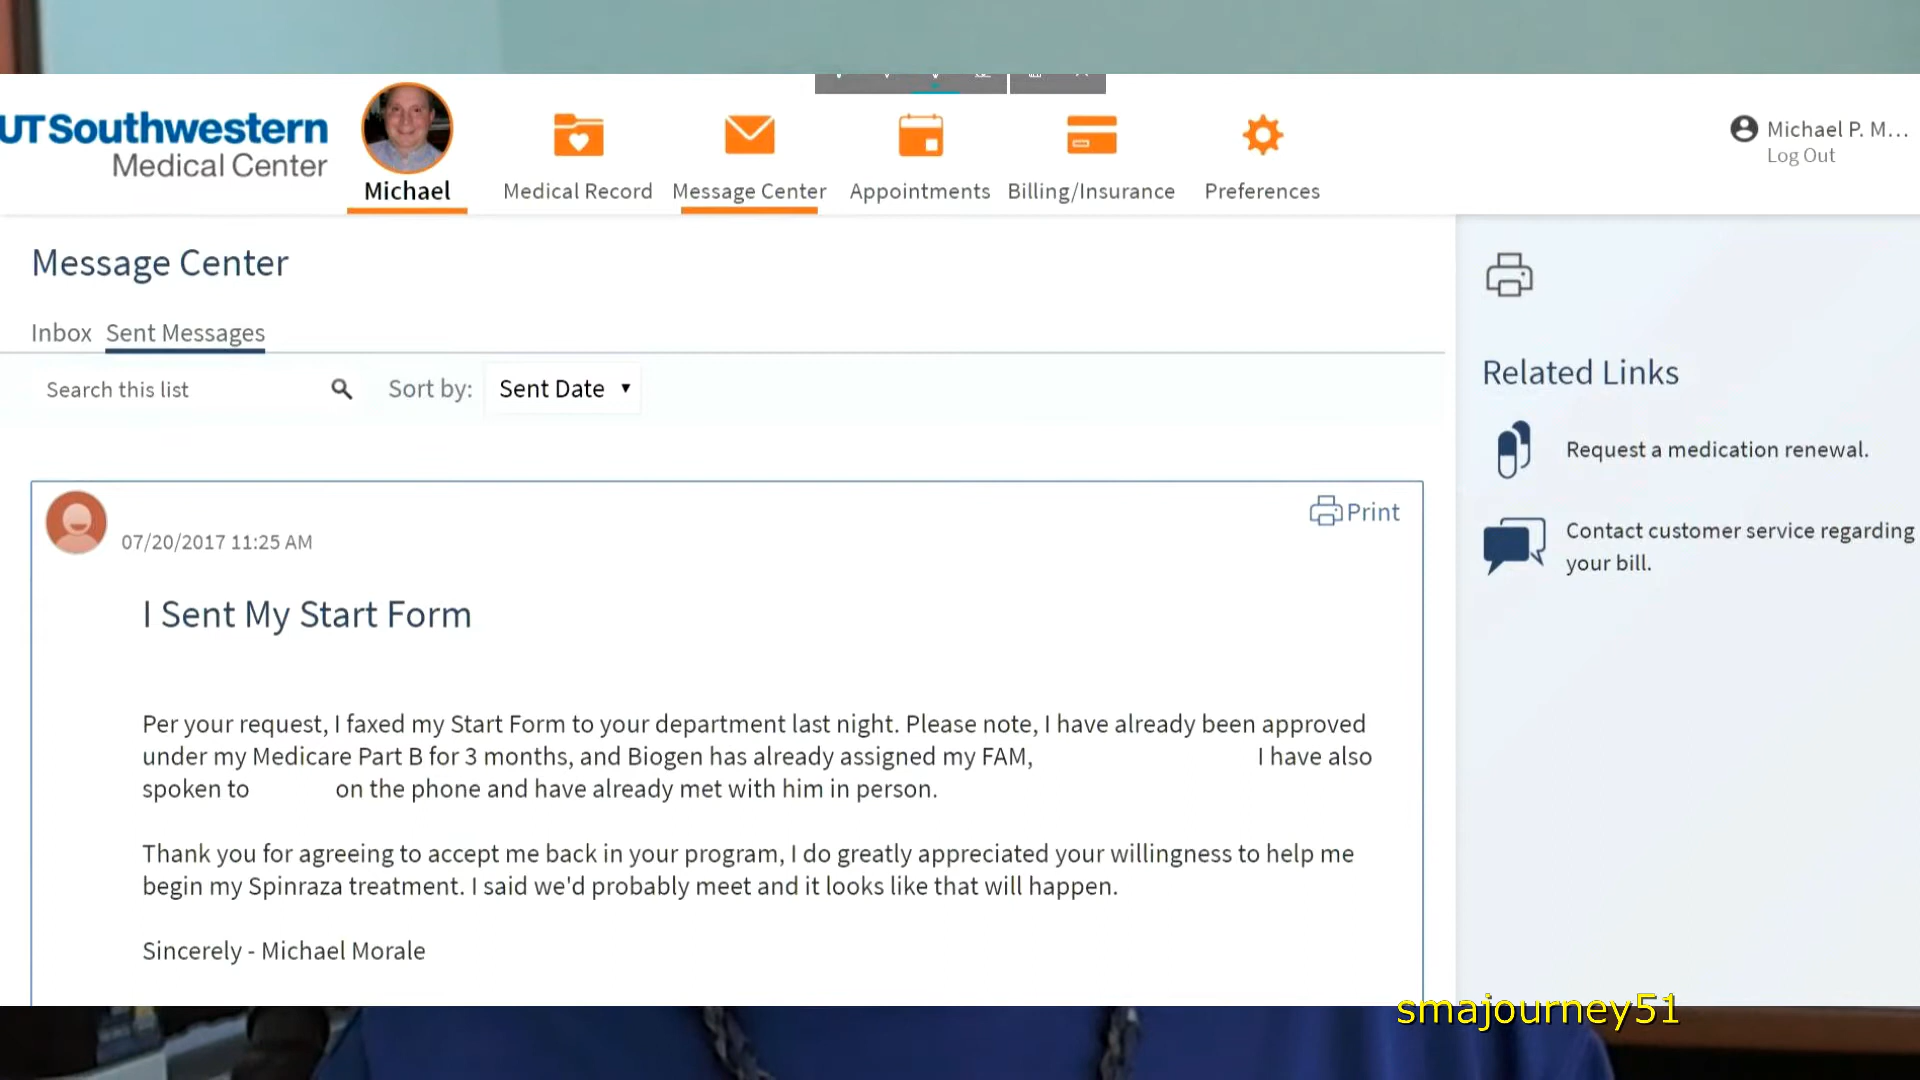 UT Southwestern
Medical Center
Michael
Medical Record
Message Center
Appointments
Billing/Insurance
Preferences
Michael P. M...
Log Out
Message Center
Inbox
Sent Messages
Search this list
Sort by:
Sent Date
07/20/2017 11:25 AM
Print
I Sent My Start Form
Per your request, I faxed my Start Form to your department last night. Please note, I have already been approved
under my Medicare Part B for 3 months, and Biogen has already assigned my FAM, I have also
spoken to on the phone and have already met with him in person.
Thank you for agreeing to accept me back in your program, I do greatly appreciated your willingness to help me
begin my Spinraza treatment. I said we'd probably meet and it looks like that will happen.
Sincerely - Michael Morale
Related Links
Request a medication renewal.
Contact customer service regarding
your bill.
smajourney51